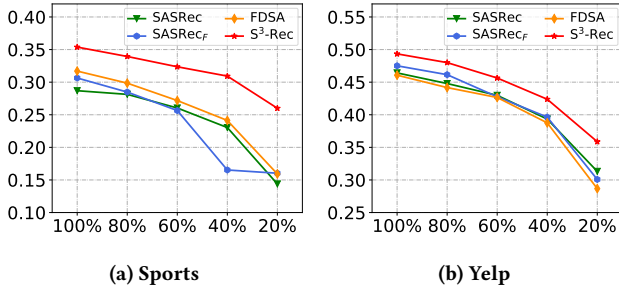 SASRec
FDSA
SASRec_F
S³-Rec
0.40
0.35
0.30
0.25
0.20
0.15
0.10
100% 80% 60% 40% 20%
(a) Sports
SASRec
FDSA
SASRec_F
S³-Rec
0.55
0.50
0.45
0.40
0.35
0.30
0.25
100% 80% 60% 40% 20%
(b) Yelp